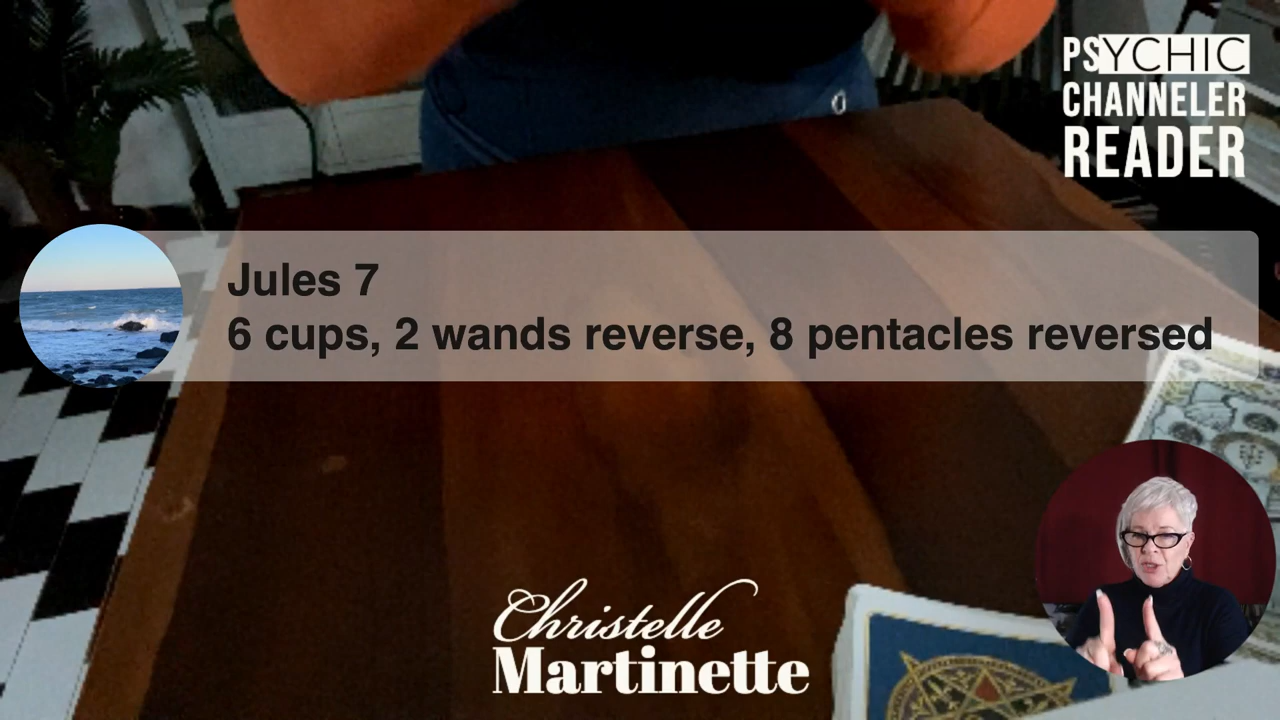 PSYCHIC
CHANNELER
READER
Jules 7
6 cups, 2 wands reverse, 8 pentacles reversed
Christelle
Martinette